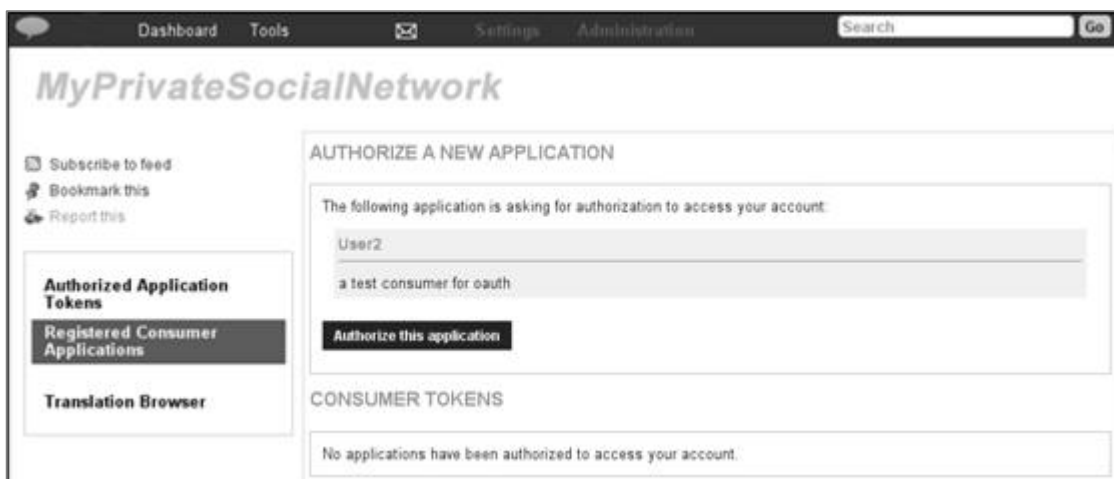 Dashboard Tools Settings Administration Search Go
MyPrivateSocialNetwork
Subscribe to feed
Bookmark this
Report this
Authorized Application
Tokens
Registered Consumer
Applications
Translation Browser
AUTHORIZE A NEW APPLICATION
The following application is asking for authorization to access your account:
User2
a test consumer for oauth
Authorize this application
CONSUMER TOKENS
No applications have been authorized to access your account.